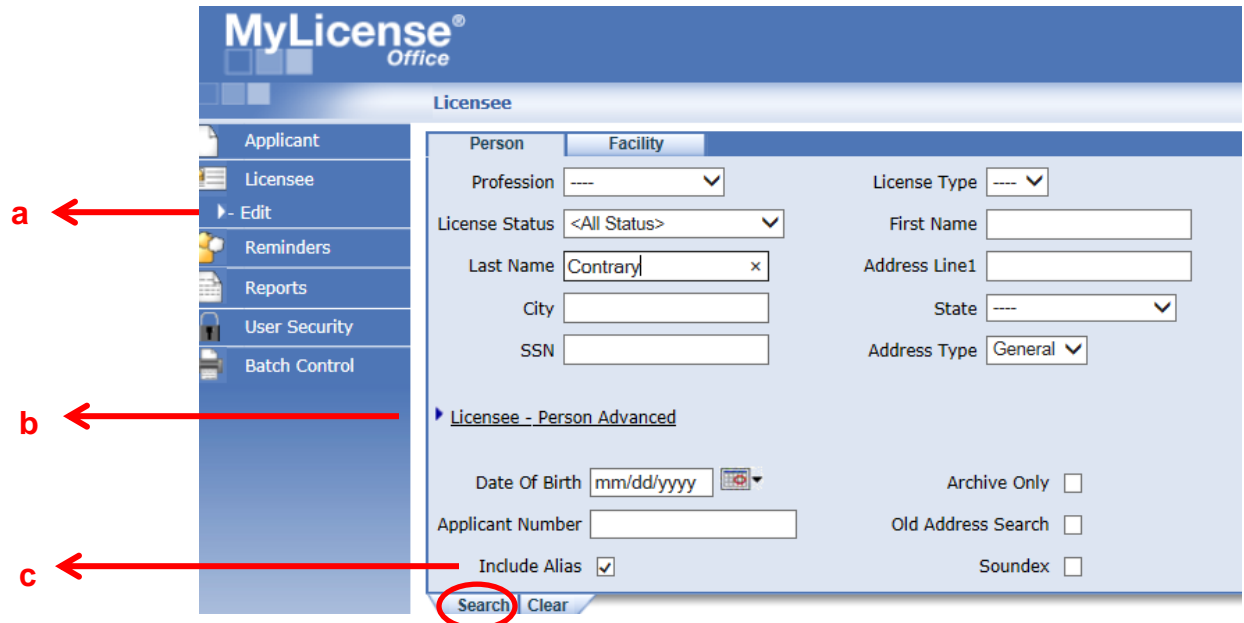 MyLicense®
Office
Licensee
Applicant
Licensee
- Edit
Reminders
Reports
User Security
Batch Control
a
b
c
Person Facility
Profession ---- License Type ----
License Status <All Status> First Name
Last Name Contrary × Address Line1
City State ----
SSN Address Type General
Licensee - Person Advanced
Date Of Birth mm/dd/yyyy Archive Only
Applicant Number Old Address Search
Include Alias Soundex
Search Clear